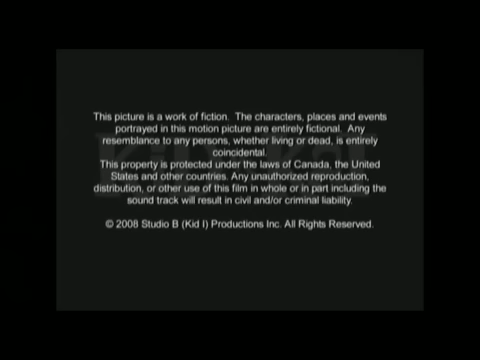 This picture is a work of fiction.  The characters, places and events
portrayed in this motion picture are entirely fictional.  Any
resemblance to any persons, whether living or dead, is entirely
coincidental.
This property is protected under the laws of Canada, the United
States and other countries. Any unauthorized reproduction,
distribution, or other use of this film in whole or in part including the
sound track will result in civil and/or criminal liability.
© 2008 Studio B (Kid I) Productions Inc. All Rights Reserved.